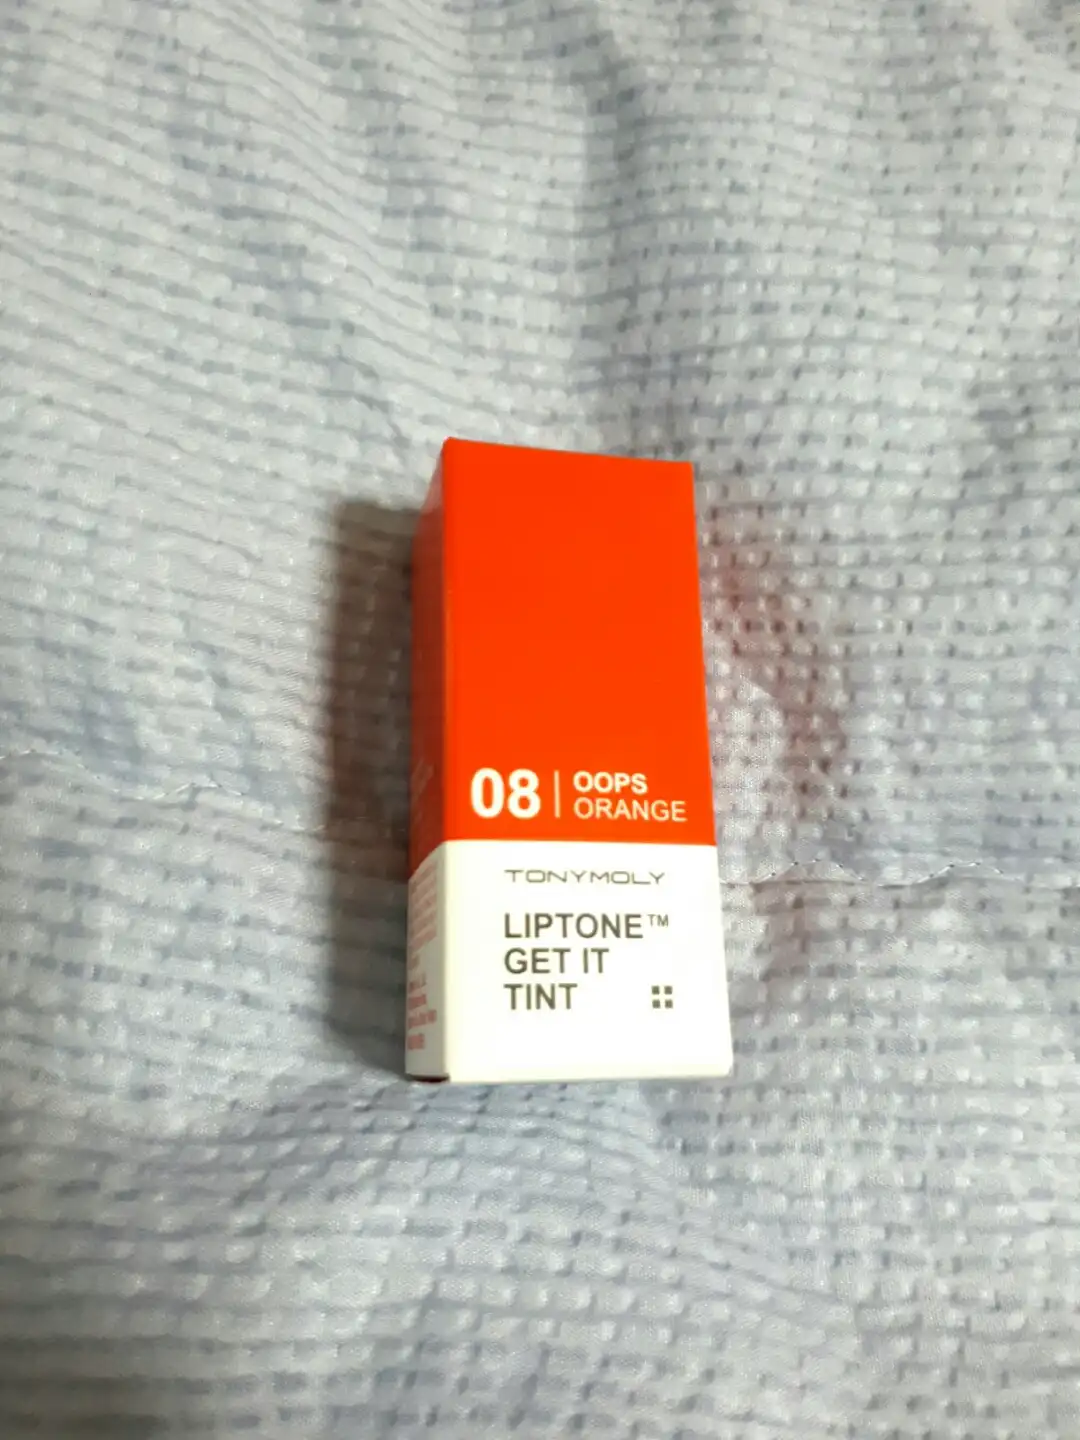 08 | OOPS
ORANGE
TONYMOLY
LIPTONE™
GET IT
TINT